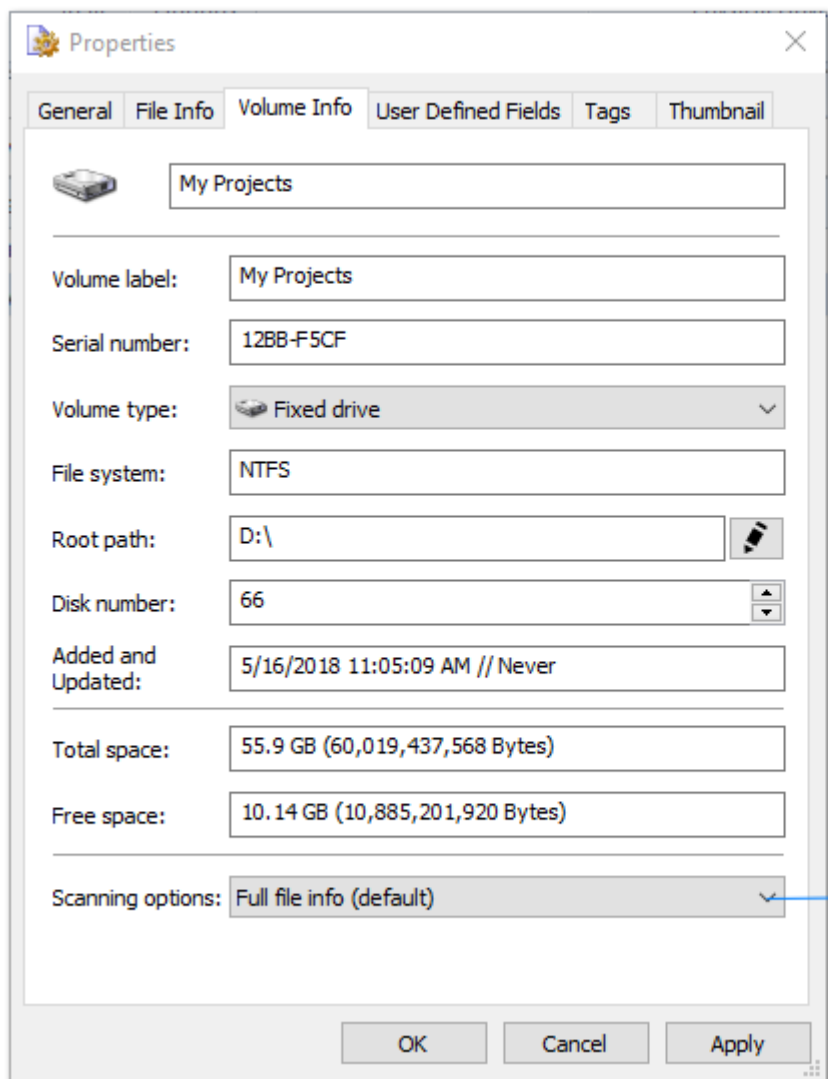 Properties
General File Info Volume Info User Defined Fields Tags Thumbnail
My Projects
Volume label: My Projects
Serial number: 12BB-F5CF
Volume type: Fixed drive
File system: NTFS
Root path: D:\
Disk number: 66
Added and
Updated: 5/16/2018 11:05:09 AM // Never
Total space: 55.9 GB (60,019,437,568 Bytes)
Free space: 10.14 GB (10,885,201,920 Bytes)
Scanning options: Full file info (default)
OK Cancel Apply